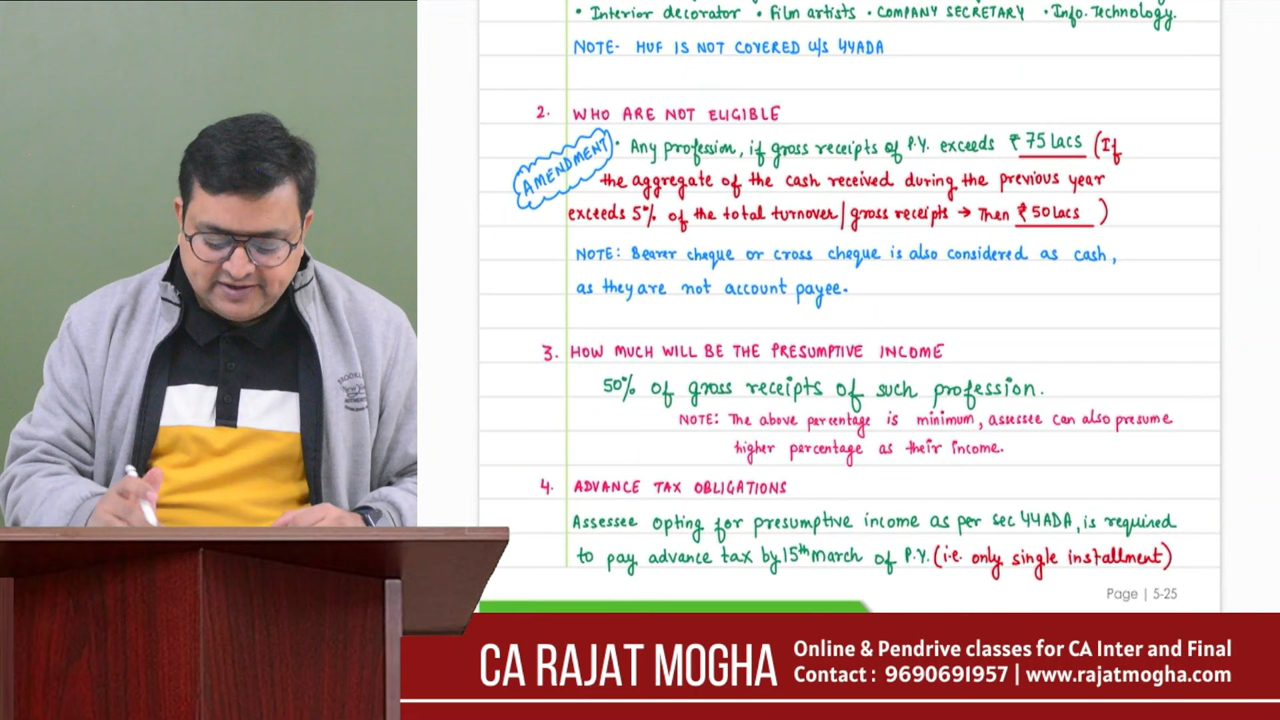 • Interior decorator • Film artists • COMPANY SECRETARY • Info. Technology.
NOTE- HUF IS NOT COVERED U/S 44ADA
2. WHO ARE NOT ELIGIBLE
AMENDMENT
• Any profession, if gross receipts of P.Y. exceeds ₹ 75 lacs (If
the aggregate of the cash received during the previous year
exceeds 5% of the total turnover/gross receipts → Then ₹ 50 lacs )
NOTE: Bearer cheque or cross cheque is also considered as cash,
as they are not account payee.
3. HOW MUCH WILL BE THE PRESUMPTIVE INCOME
50% of gross receipts of such profession.
NOTE: The above percentage is minimum, assessee can also presume
higher percentage as their income.
4. ADVANCE TAX OBLIGATIONS
Assessee opting for presumptive income as per sec 44ADA, is required
to pay advance tax by 15th March of P.Y. (i.e. only single installment)
Page | 5-25
CA RAJAT MOGHA
Online & Pendrive classes for CA Inter and Final
Contact : 9690691957 | www.rajatmogha.com